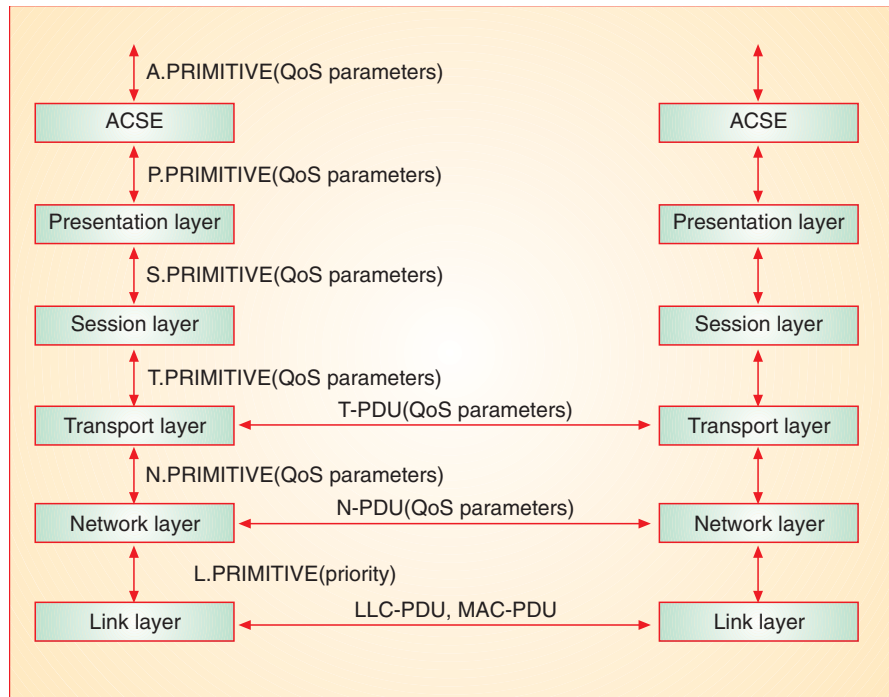 A.PRIMITIVE(QoS parameters)
ACSE
ACSE
P.PRIMITIVE(QoS parameters)
Presentation layer
Presentation layer
S.PRIMITIVE(QoS parameters)
Session layer
Session layer
T.PRIMITIVE(QoS parameters)
T-PDU(QoS parameters)
Transport layer
Transport layer
N.PRIMITIVE(QoS parameters)
N-PDU(QoS parameters)
Network layer
Network layer
L.PRIMITIVE(priority)
LLC-PDU, MAC-PDU
Link layer
Link layer